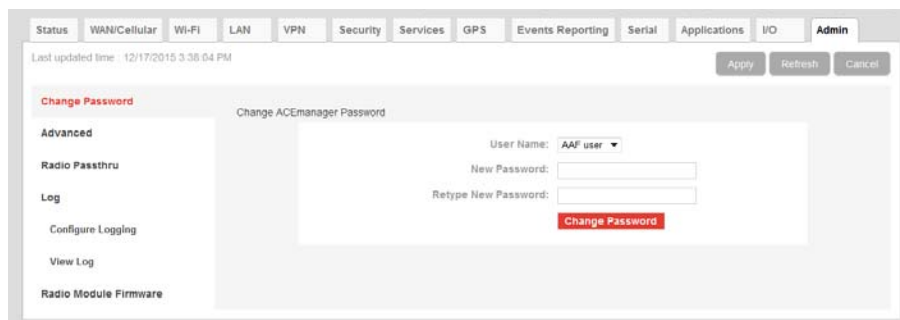 Status WAN/Cellular Wi-Fi LAN VPN Security Services GPS Events Reporting Serial Applications I/O Admin
Last updated time : 12/17/2015 3:38:04 PM
Apply Refresh Cancel
Change Password
Change ACEmanager Password
Advanced
User Name: AAF user
Radio Passthru
New Password:
Log
Retype New Password:
Configure Logging
Change Password
View Log
Radio Module Firmware